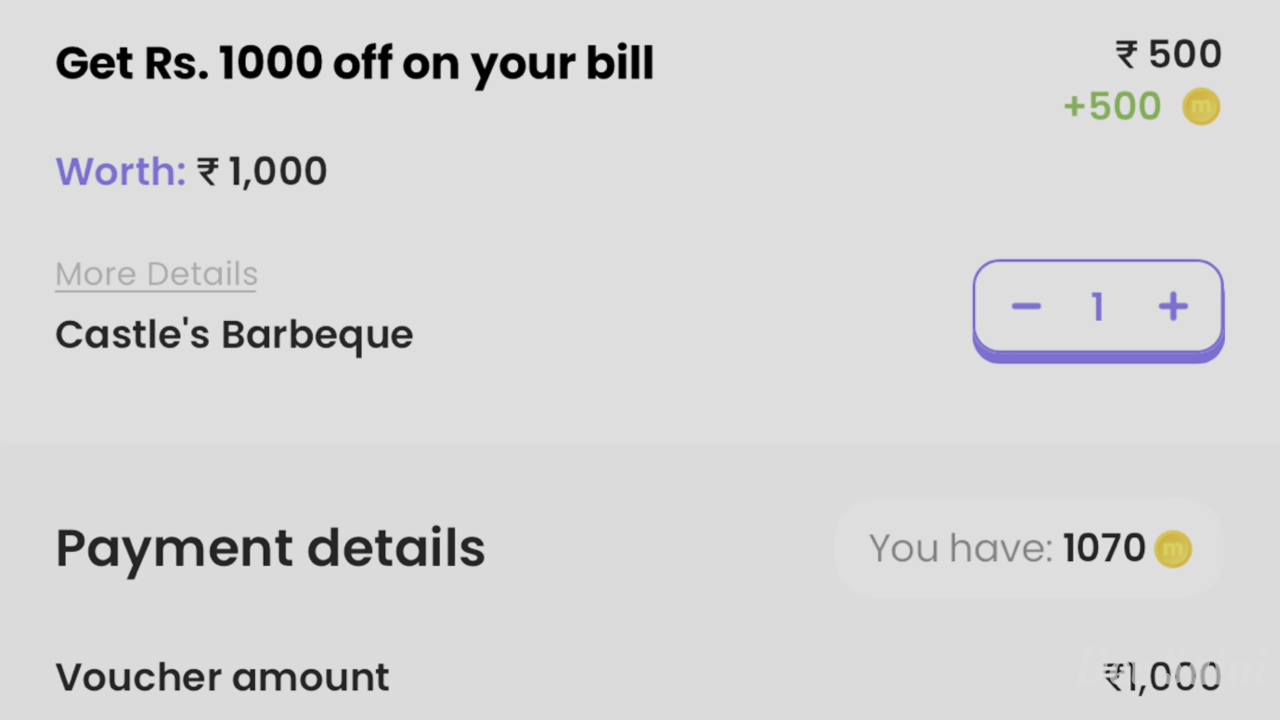 Get Rs. 1000 off on your bill
₹ 500
+500 m
Worth: ₹ 1,000
More Details
Castle's Barbeque
− 1 +
Payment details
You have: 1070 m
Voucher amount
₹1,000